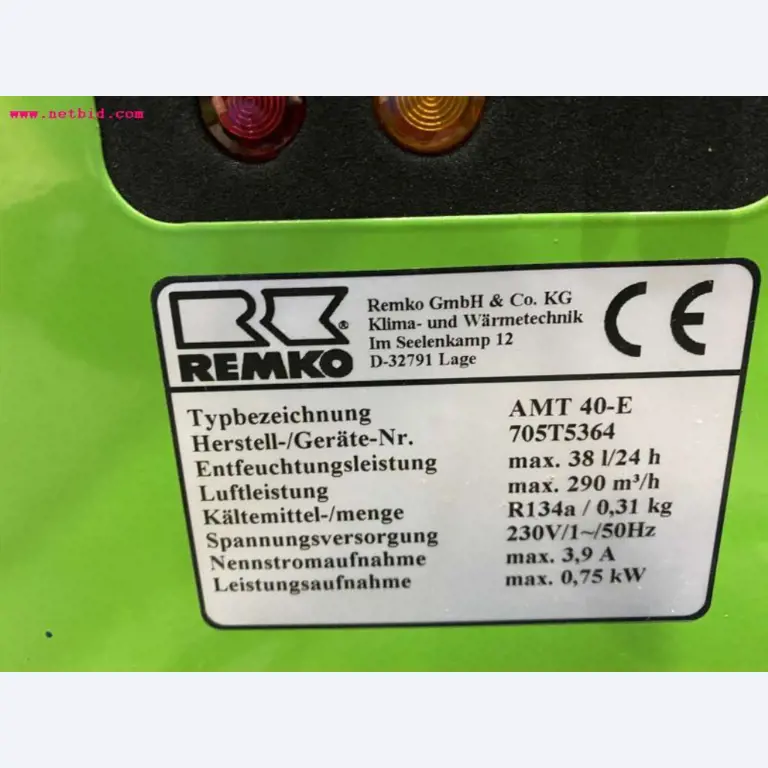 www.netbid.com
REMKO
Remko GmbH & Co. KG
Klima- und Wärmetechnik
Im Seelenkamp 12
D-32791 Lage
CE
Typbezeichnung AMT 40-E
Herstell-/Geräte-Nr. 705T5364
Entfeuchtungsleistung max. 38 l/24 h
Luftleistung max. 290 m³/h
Kältemittel-/menge R134a / 0,31 kg
Spannungsversorgung 230V/1~/50Hz
Nennstromaufnahme max. 3,9 A
Leistungsaufnahme max. 0,75 kW